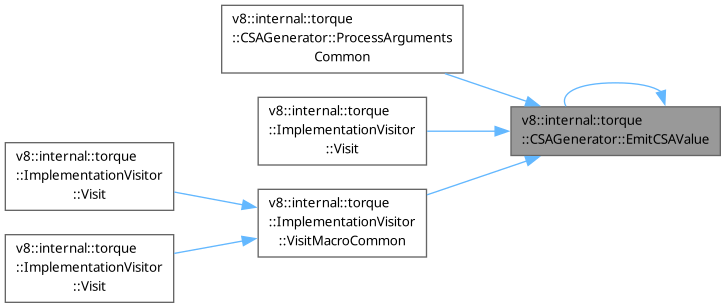 v8::internal::torque
::CSAGenerator::ProcessArguments
Common
v8::internal::torque
::ImplementationVisitor
::Visit
v8::internal::torque
::CSAGenerator::EmitCSAValue
v8::internal::torque
::ImplementationVisitor
::Visit
v8::internal::torque
::ImplementationVisitor
::VisitMacroCommon
v8::internal::torque
::ImplementationVisitor
::Visit